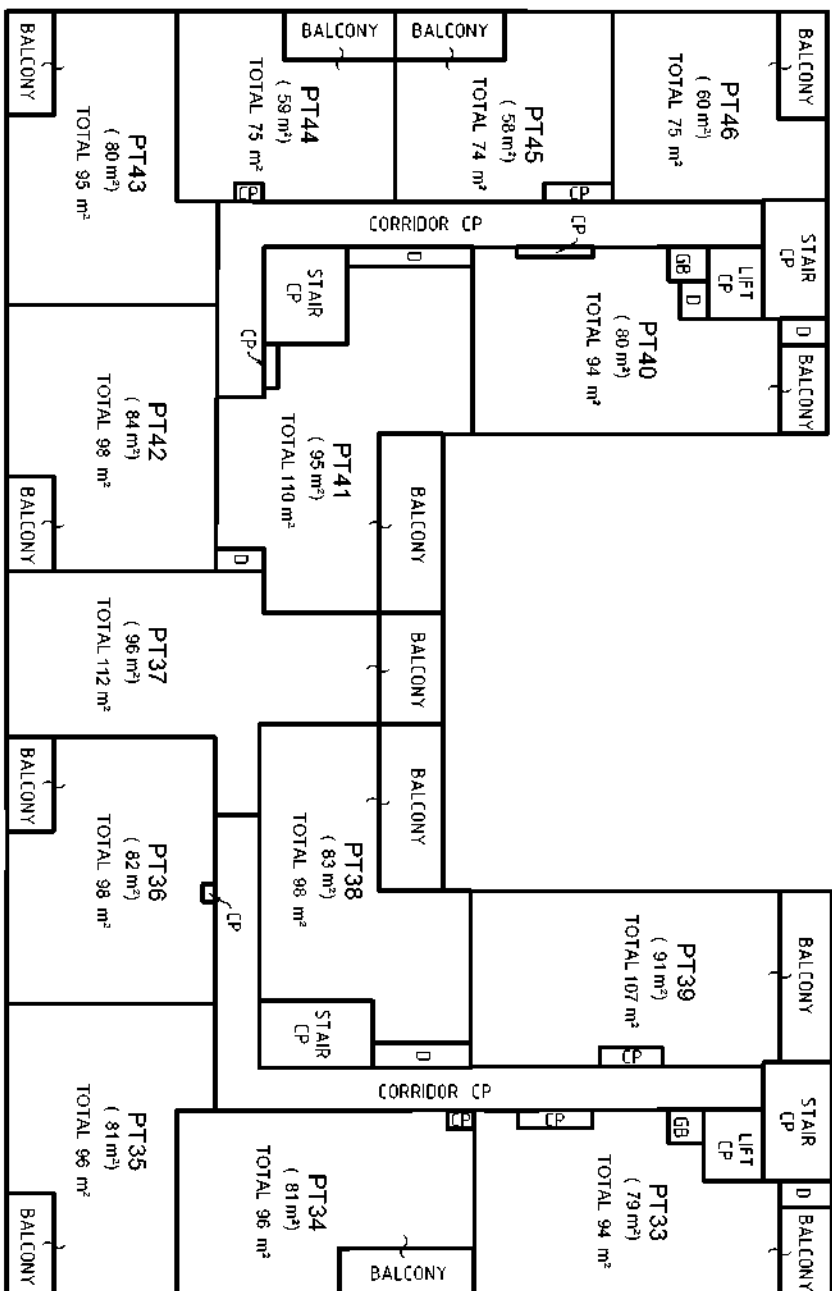 BALCONY
STAIR
CP
D
BALCONY
BALCONY
STAIR
CP
D
BALCONY
LIFT
CP
LIFT
CP
PT46
( 60 m²)
TOTAL 75 m²
GB
D
PT40
( 80 m²)
TOTAL 94 m²
PT39
( 91 m²)
TOTAL 107 m²
GB
PT33
( 79 m²)
TOTAL 94 m²
CP
CP
CP
CP
BALCONY
PT45
( 58 m²)
TOTAL 74 m²
CORRIDOR CP
D
BALCONY
BALCONY
BALCONY
D
CORRIDOR CP
CP
BALCONY
BALCONY
PT44
( 59 m²)
TOTAL 75 m²
CP
STAIR
CP
CP
PT41
( 95 m²)
TOTAL 110 m²
D
PT38
( 83 m²)
TOTAL 98 m²
STAIR
CP
CP
PT34
( 81 m²)
TOTAL 96 m²
PT43
( 80 m²)
TOTAL 95 m²
PT42
( 84 m²)
TOTAL 98 m²
PT37
( 96 m²)
TOTAL 112 m²
PT36
( 82 m²)
TOTAL 98 m²
PT35
( 81 m²)
TOTAL 96 m²
BALCONY
BALCONY
BALCONY
BALCONY